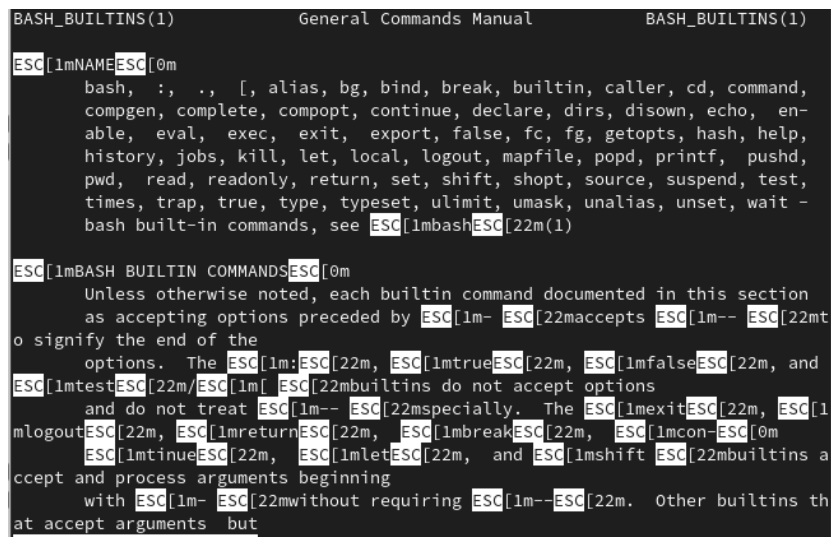 BASH_BUILTINS(1) General Commands Manual BASH_BUILTINS(1)
ESC[1mNAMEESC[0m
bash, :, ., [, alias, bg, bind, break, builtin, caller, cd, command,
compgen, complete, compopt, continue, declare, dirs, disown, echo, en-
able, eval, exec, exit, export, false, fc, fg, getopts, hash, help,
history, jobs, kill, let, local, logout, mapfile, popd, printf, pushd,
pwd, read, readonly, return, set, shift, shopt, source, suspend, test,
times, trap, true, type, typeset, ulimit, umask, unalias, unset, wait -
bash built-in commands, see ESC[1mbashESC[22m(1)
ESC[1mBASH BUILTIN COMMANDSESC[0m
Unless otherwise noted, each builtin command documented in this section
as accepting options preceded by ESC[1m- ESC[22maccepts ESC[1m-- ESC[22mt
o signify the end of the
options. The ESC[1m:ESC[22m, ESC[1mtrueESC[22m, ESC[1mfalseESC[22m, and
ESC[1mtestESC[22m/ESC[1m[ ESC[22mbuiltins do not accept options
and do not treat ESC[1m-- ESC[22mspecially. The ESC[1mexitESC[22m, ESC[1
mlogoutESC[22m, ESC[1mreturnESC[22m, ESC[1mbreakESC[22m, ESC[1mcon-ESC[0m
ESC[1mtinueESC[22m, ESC[1mletESC[22m, and ESC[1mshift ESC[22mbuiltins a
ccept and process arguments beginning
with ESC[1m- ESC[22mwithout requiring ESC[1m--ESC[22m. Other builtins th
at accept arguments but